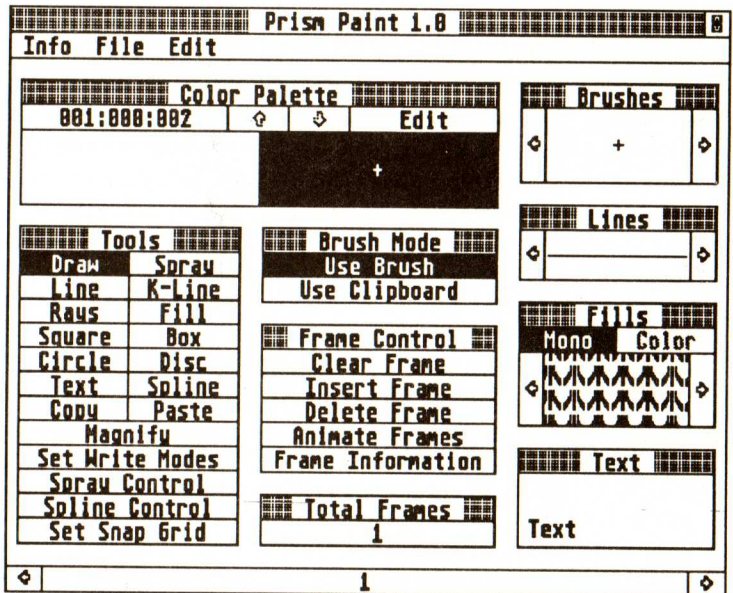 Prism Paint 1.0
Info File Edit
Color Palette
001:000:002 Edit
Brushes
Lines
Tools
Draw Spray
Line K-Line
Rays Fill
Square Box
Circle Disc
Text Spline
Copy Paste
Magnify
Set Write Modes
Spray Control
Spline Control
Set Snap Grid
Brush Mode
Use Brush
Use Clipboard
Frame Control
Clear Frame
Insert Frame
Delete Frame
Animate Frames
Frame Information
Total Frames
1
Fills
Mono Color
Text
Text
1